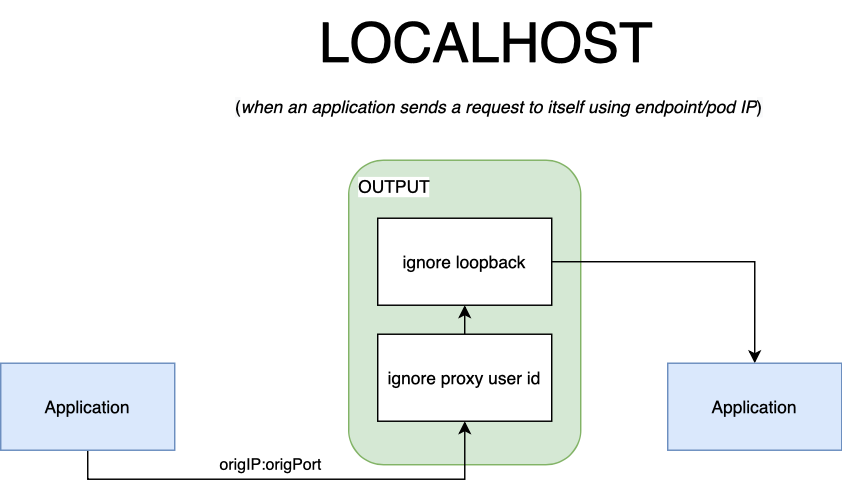 LOCALHOST
(when an application sends a request to itself using endpoint/pod IP)
OUTPUT
ignore loopback
ignore proxy user id
Application
Application
origIP:origPort